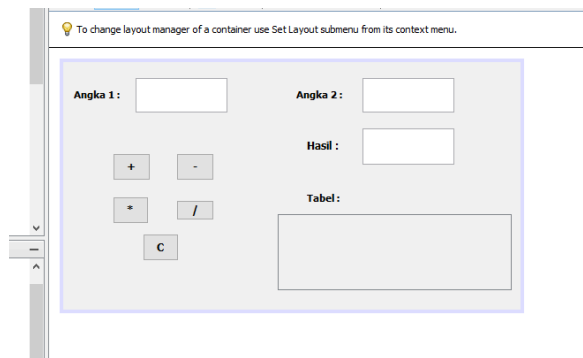 To change layout manager of a container use Set Layout submenu from its context menu.
Angka 1 :
Angka 2 :
Hasil :
+
-
*
/
Tabel :
C